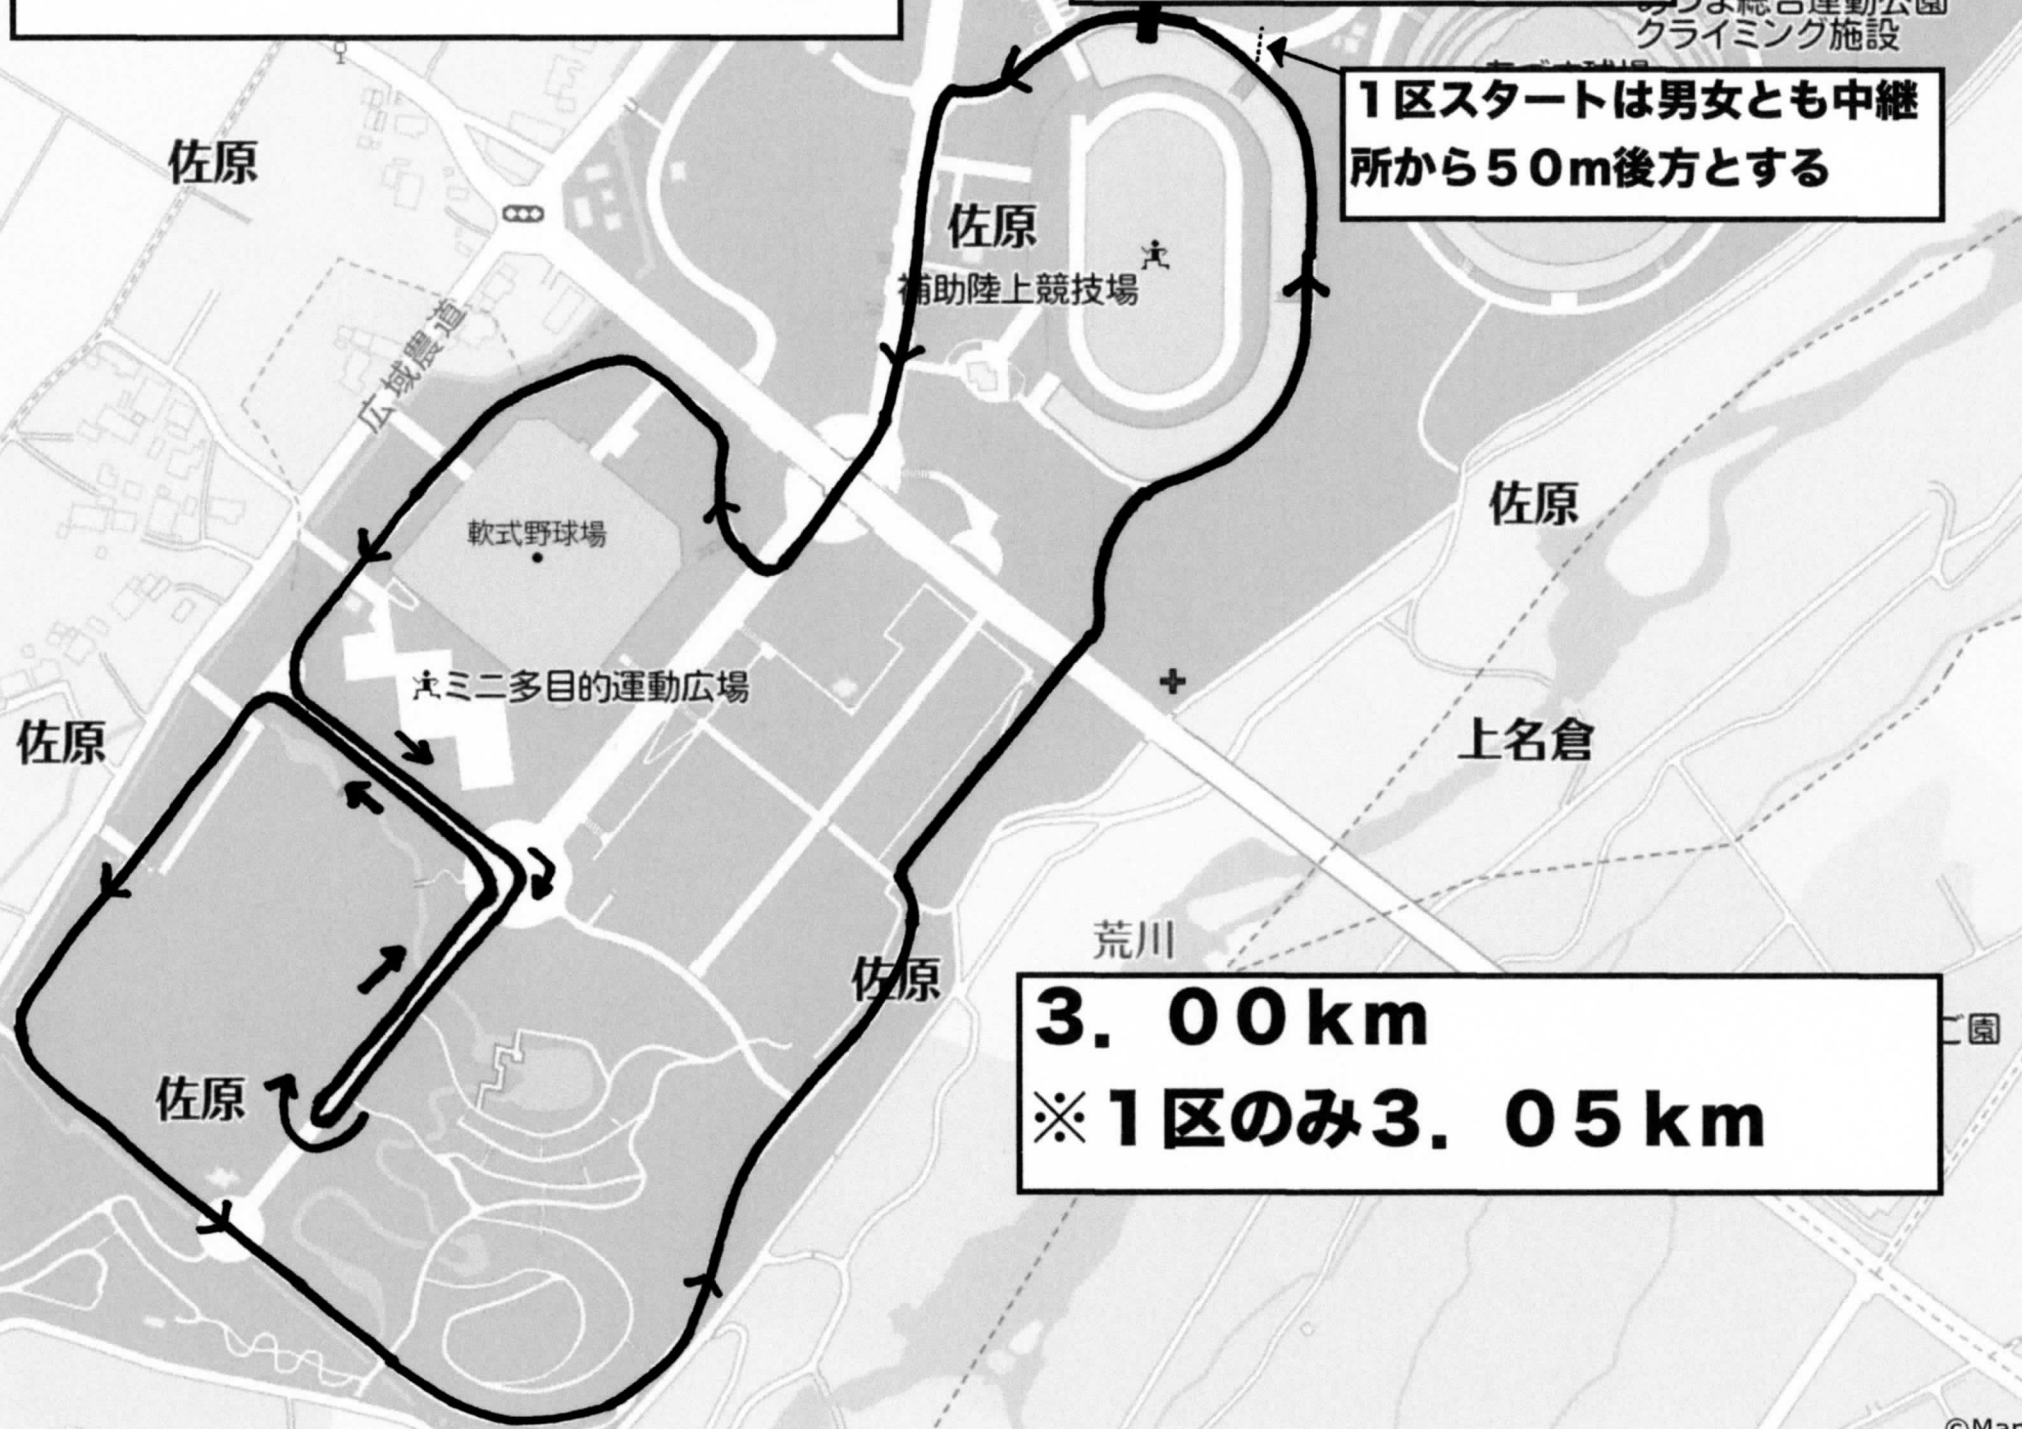 クライミング施設
1区スタートは男女とも中継
所から50m後方とする
佐原
佐原
補助陸上競技場
広域農道
佐原
軟式野球場
ミニ多目的運動広場
佐原
上名倉
荒川
佐原
3.00km
※1区のみ3.05km
ご園
佐原